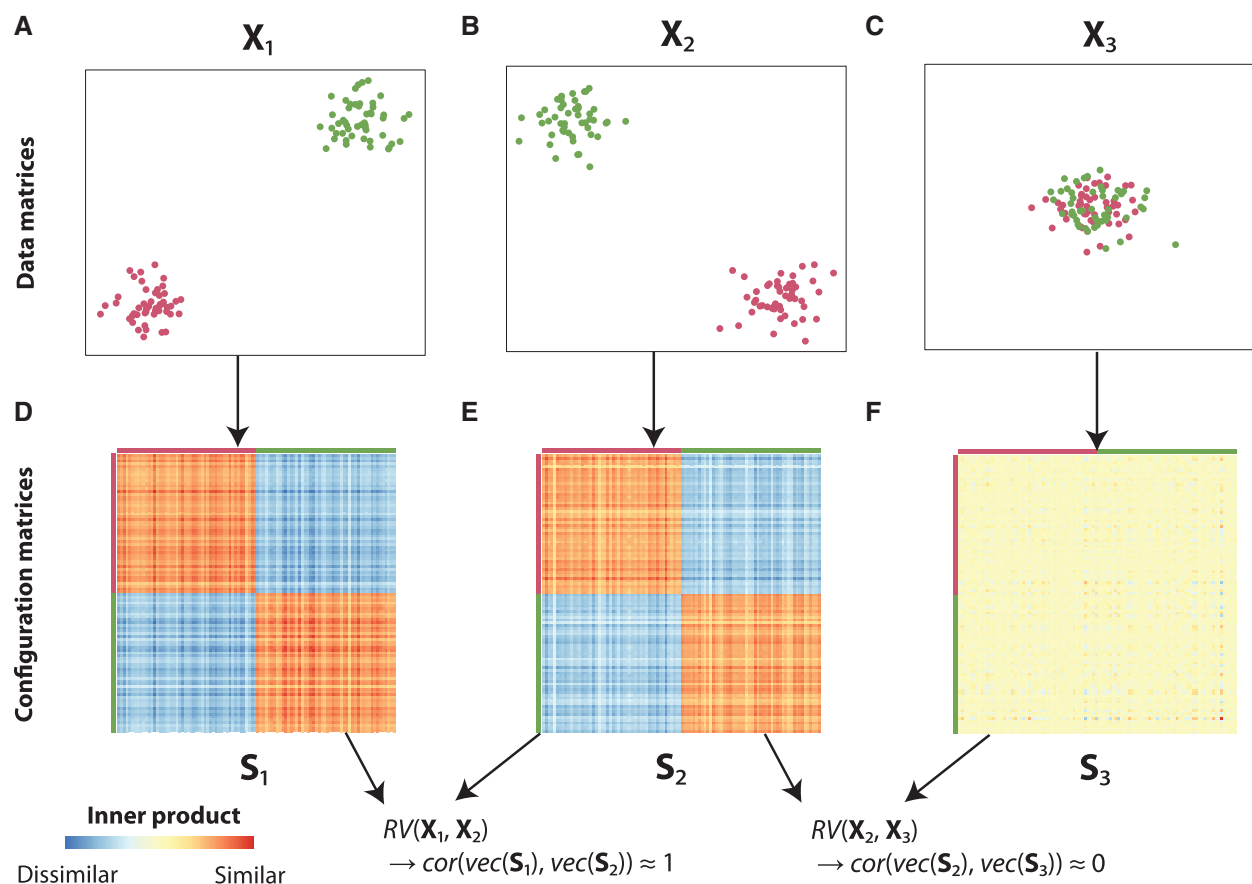 A
X₁
B
X₂
C
X₃
Data matrices
D
E
F
Configuration matrices
S₁
S₂
S₃
Inner product
Dissimilar
Similar
RV(X₁, X₂)
→ cor(vec(S₁), vec(S₂)) ≈ 1
RV(X₂, X₃)
→ cor(vec(S₂), vec(S₃)) ≈ 0